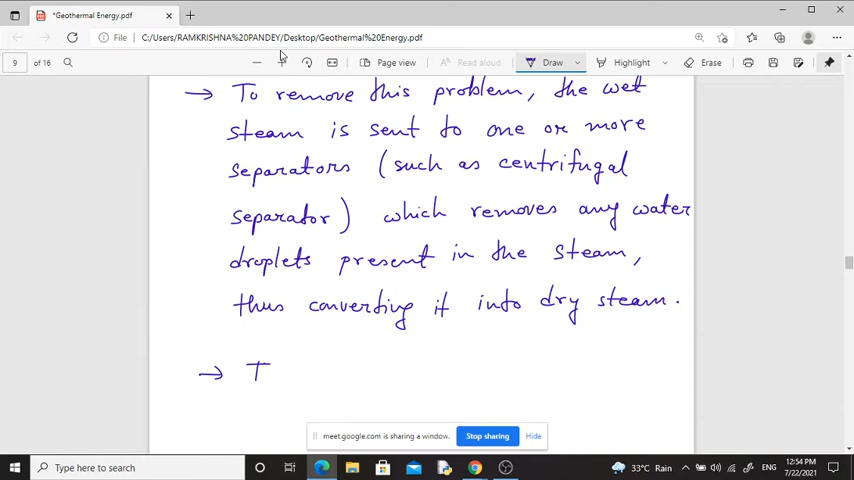 *Geothermal Energy.pdf
File C:/Users/RAMKRISHNA%20PANDEY/Desktop/Geothermal%20Energy.pdf
9 of 16 Page view Read aloud Draw Highlight Erase
→ To remove this problem, the wet
steam is sent to one or more
separators (such as centrifugal
separator) which removes any water
droplets present in the steam,
thus converting it into dry steam.
→ T
meet.google.com is sharing a window. Stop sharing Hide
Type here to search 33°C Rain ENG 12:54 PM
7/22/2021